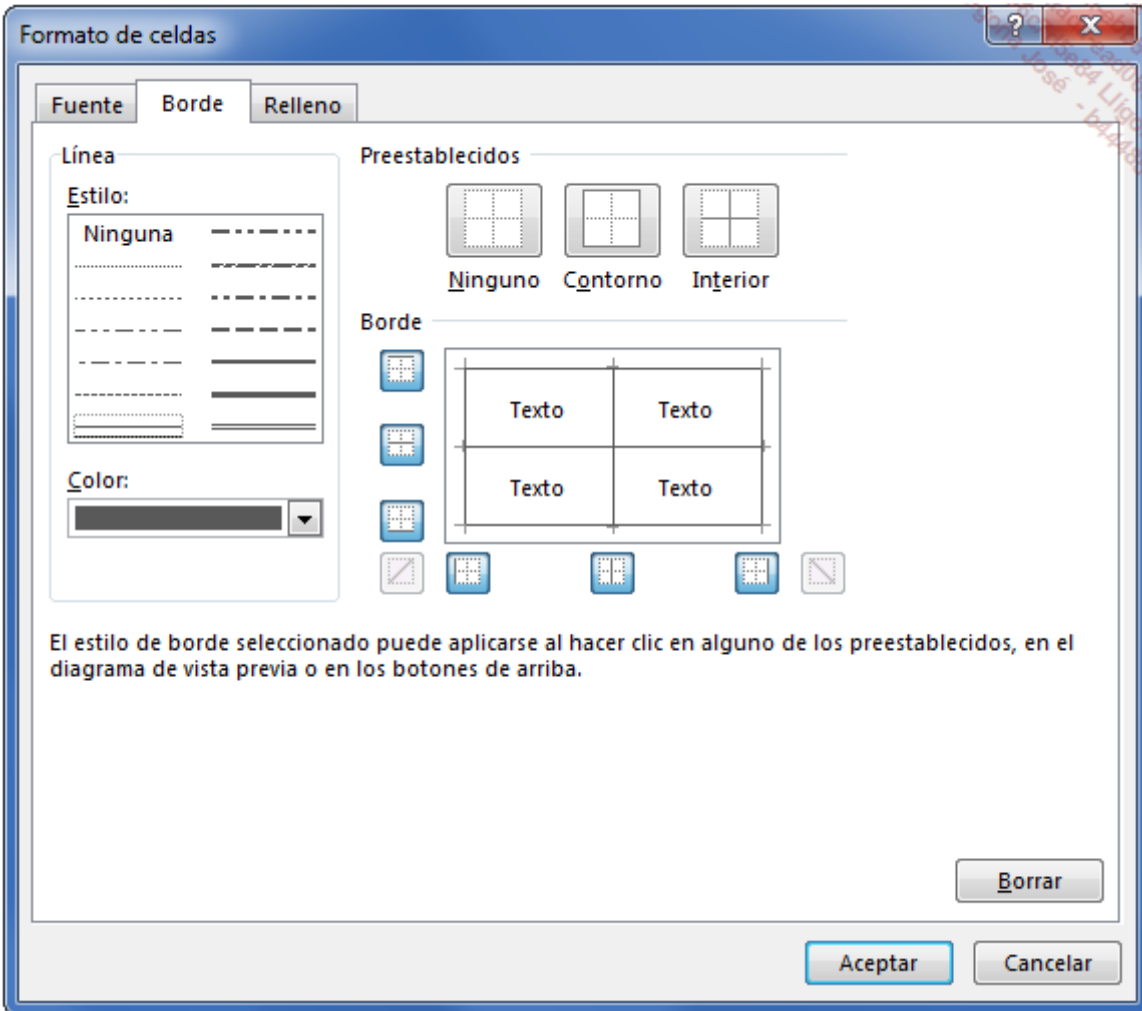 Formato de celdas
?
Fuente Borde Relleno
Línea
Estilo:
Ninguna
Color:
Preestablecidos
Ninguno Contorno Interior
Borde
Texto Texto
Texto Texto
El estilo de borde seleccionado puede aplicarse al hacer clic en alguno de los preestablecidos, en el
diagrama de vista previa o en los botones de arriba.
Borrar
Aceptar Cancelar
José